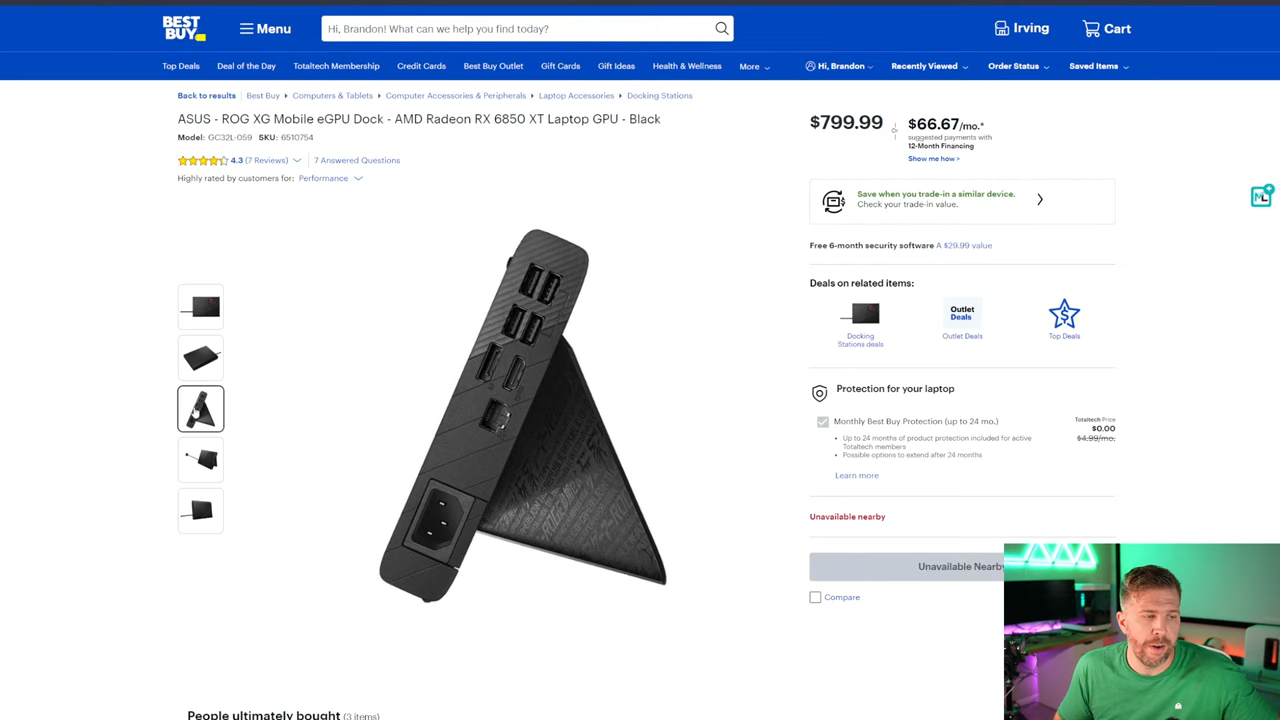 BEST
BUY
Menu
Hi, Brandon! What can we help you find today?
Irving
Cart
Top Deals
Deal of the Day
Totaltech Membership
Credit Cards
Best Buy Outlet
Gift Cards
Gift Ideas
Health & Wellness
More
Hi, Brandon
Recently Viewed
Order Status
Saved Items
Back to results
Best Buy
Computers & Tablets
Computer Accessories & Peripherals
Laptop Accessories
Docking Stations
ASUS - ROG XG Mobile eGPU Dock - AMD Radeon RX 6850 XT Laptop GPU - Black
Model: GC32L-059 SKU: 6510754
4.3 (7 Reviews)
7 Answered Questions
Highly rated by customers for: Performance
$799.99
or
$66.67/mo.*
suggested payments with
12-Month Financing
Show me how >
Save when you trade-in a similar device.
Check your trade-in value.
Free 6-month security software A $29.99 value
Deals on related items:
Outlet
Deals
Docking
Stations deals
Outlet Deals
Top Deals
Protection for your laptop
Monthly Best Buy Protection (up to 24 mo.)
Totaltech Price
$0.00
$4.99/mo.
• Up to 24 months of product protection included for active
Totaltech members
• Possible options to extend after 24 months
Learn more
Unavailable nearby
Unavailable Nearby
Compare
People ultimately bought (3 items)